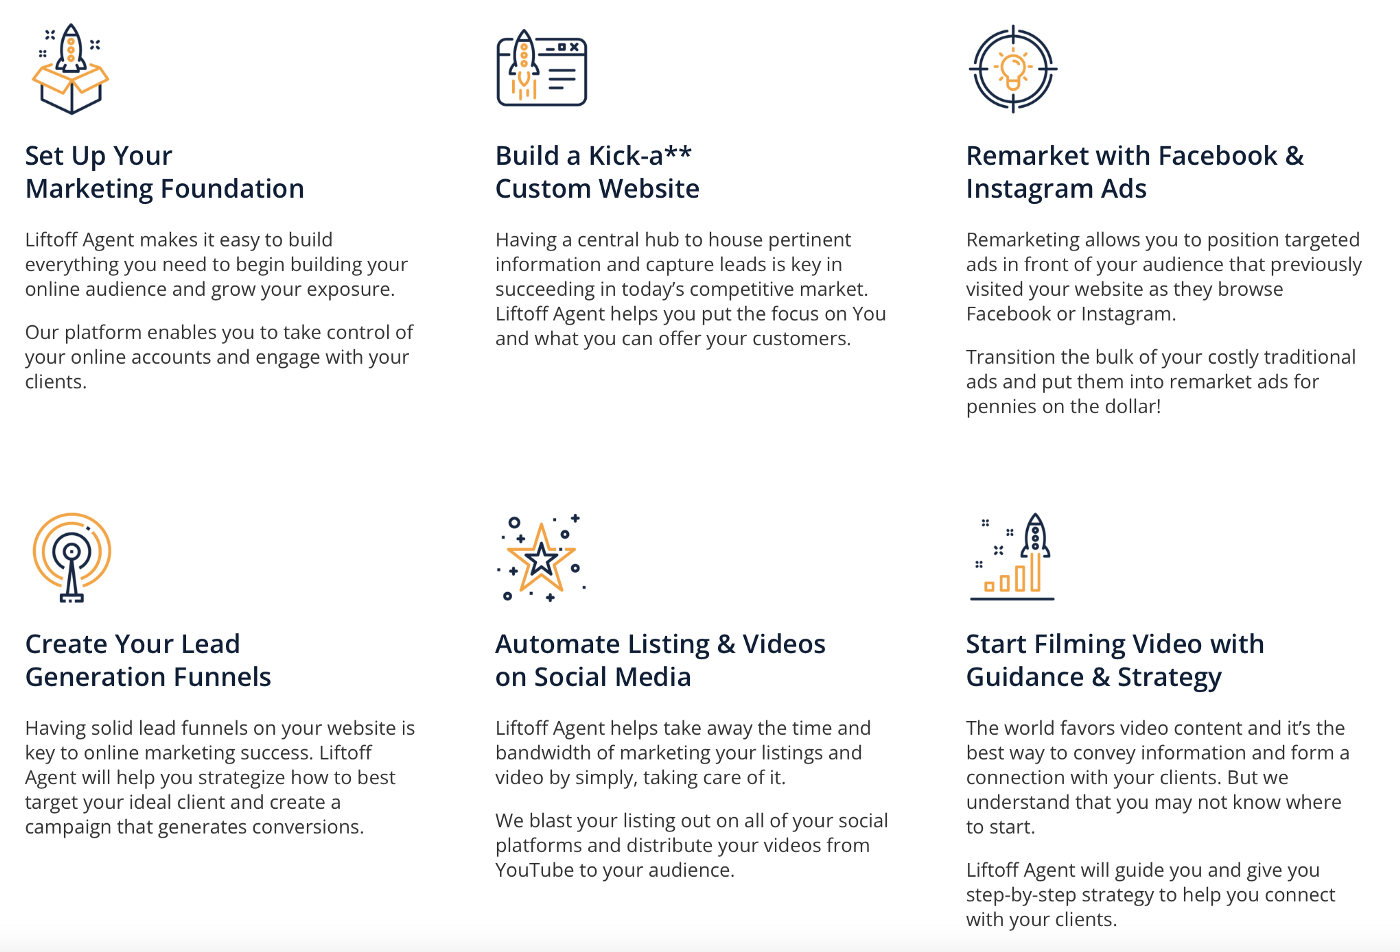 Set Up Your
Marketing Foundation
Liftoff Agent makes it easy to build
everything you need to begin building your
online audience and grow your exposure.
Our platform enables you to take control of
your online accounts and engage with your
clients.
Build a Kick-a**
Custom Website
Having a central hub to house pertinent
information and capture leads is key in
succeeding in today’s competitive market.
Liftoff Agent helps you put the focus on You
and what you can offer your customers.
Remarket with Facebook &
Instagram Ads
Remarketing allows you to position targeted
ads in front of your audience that previously
visited your website as they browse
Facebook or Instagram.
Transition the bulk of your costly traditional
ads and put them into remarket ads for
pennies on the dollar!
Create Your Lead
Generation Funnels
Having solid lead funnels on your website is
key to online marketing success. Liftoff
Agent will help you strategize how to best
target your ideal client and create a
campaign that generates conversions.
Automate Listing & Videos
on Social Media
Liftoff Agent helps take away the time and
bandwidth of marketing your listings and
video by simply, taking care of it.
We blast your listing out on all of your social
platforms and distribute your videos from
YouTube to your audience.
Start Filming Video with
Guidance & Strategy
The world favors video content and it’s the
best way to convey information and form a
connection with your clients. But we
understand that you may not know where
to start.
Liftoff Agent will guide you and give you
step-by-step strategy to help you connect
with your clients.